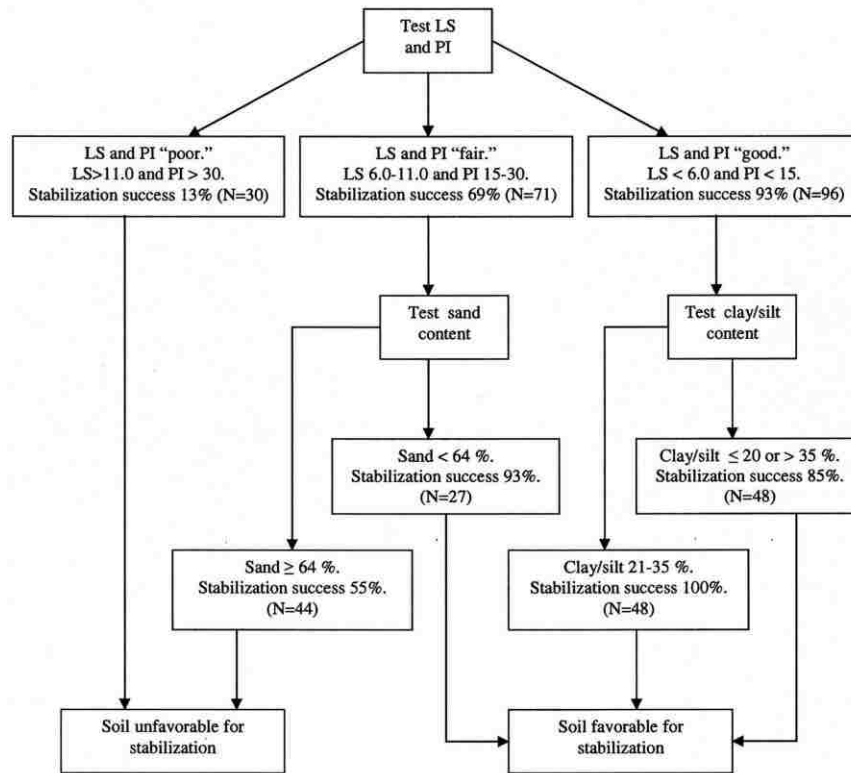 Test LS
and PI
LS and PI “poor.”
LS>11.0 and PI > 30.
Stabilization success 13% (N=30)
LS and PI “fair.”
LS 6.0-11.0 and PI 15-30.
Stabilization success 69% (N=71)
LS and PI “good.”
LS < 6.0 and PI < 15.
Stabilization success 93% (N=96)
Test sand
content
Test clay/silt
content
Sand < 64 %.
Stabilization success 93%.
(N=27)
Clay/silt ≤ 20 or > 35 %.
Stabilization success 85%.
(N=48)
Sand ≥ 64 %.
Stabilization success 55%.
(N=44)
Clay/silt 21-35 %.
Stabilization success 100%.
(N=48)
Soil unfavorable for
stabilization
Soil favorable for
stabilization